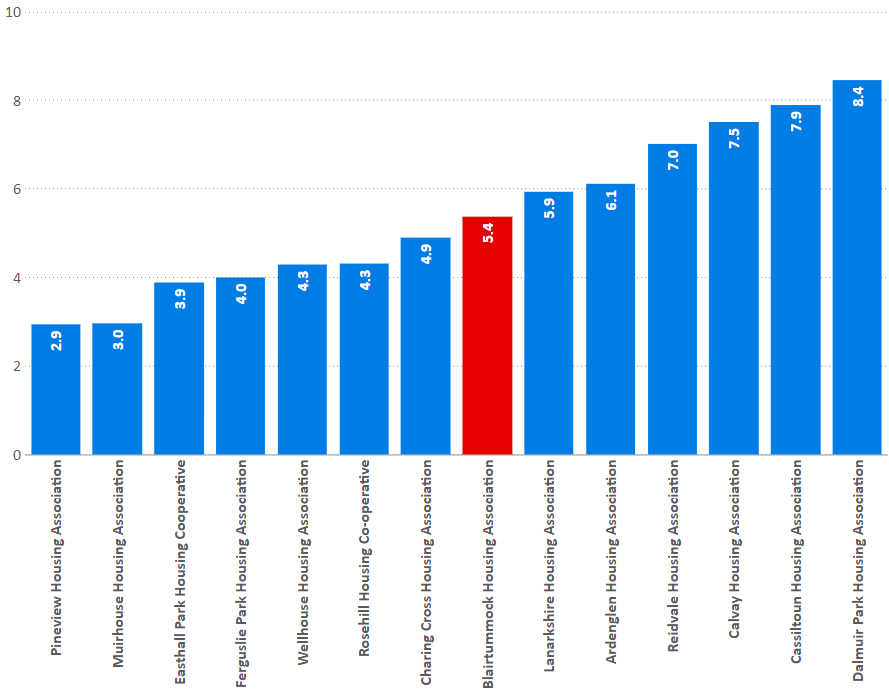 10
8
6
4
2
0
2.9
3.0
3.9
4.0
4.3
4.3
4.9
5.4
5.9
6.1
7.0
7.5
7.9
8.4
Pineview Housing Association
Muirhouse Housing Association
Easthall Park Housing Cooperative
Ferguslie Park Housing Association
Wellhouse Housing Association
Rosehill Housing Co-operative
Charing Cross Housing Association
Blairtummock Housing Association
Lanarkshire Housing Association
Ardenglen Housing Association
Reidvale Housing Association
Calvay Housing Association
Cassiltoun Housing Association
Dalmuir Park Housing Association